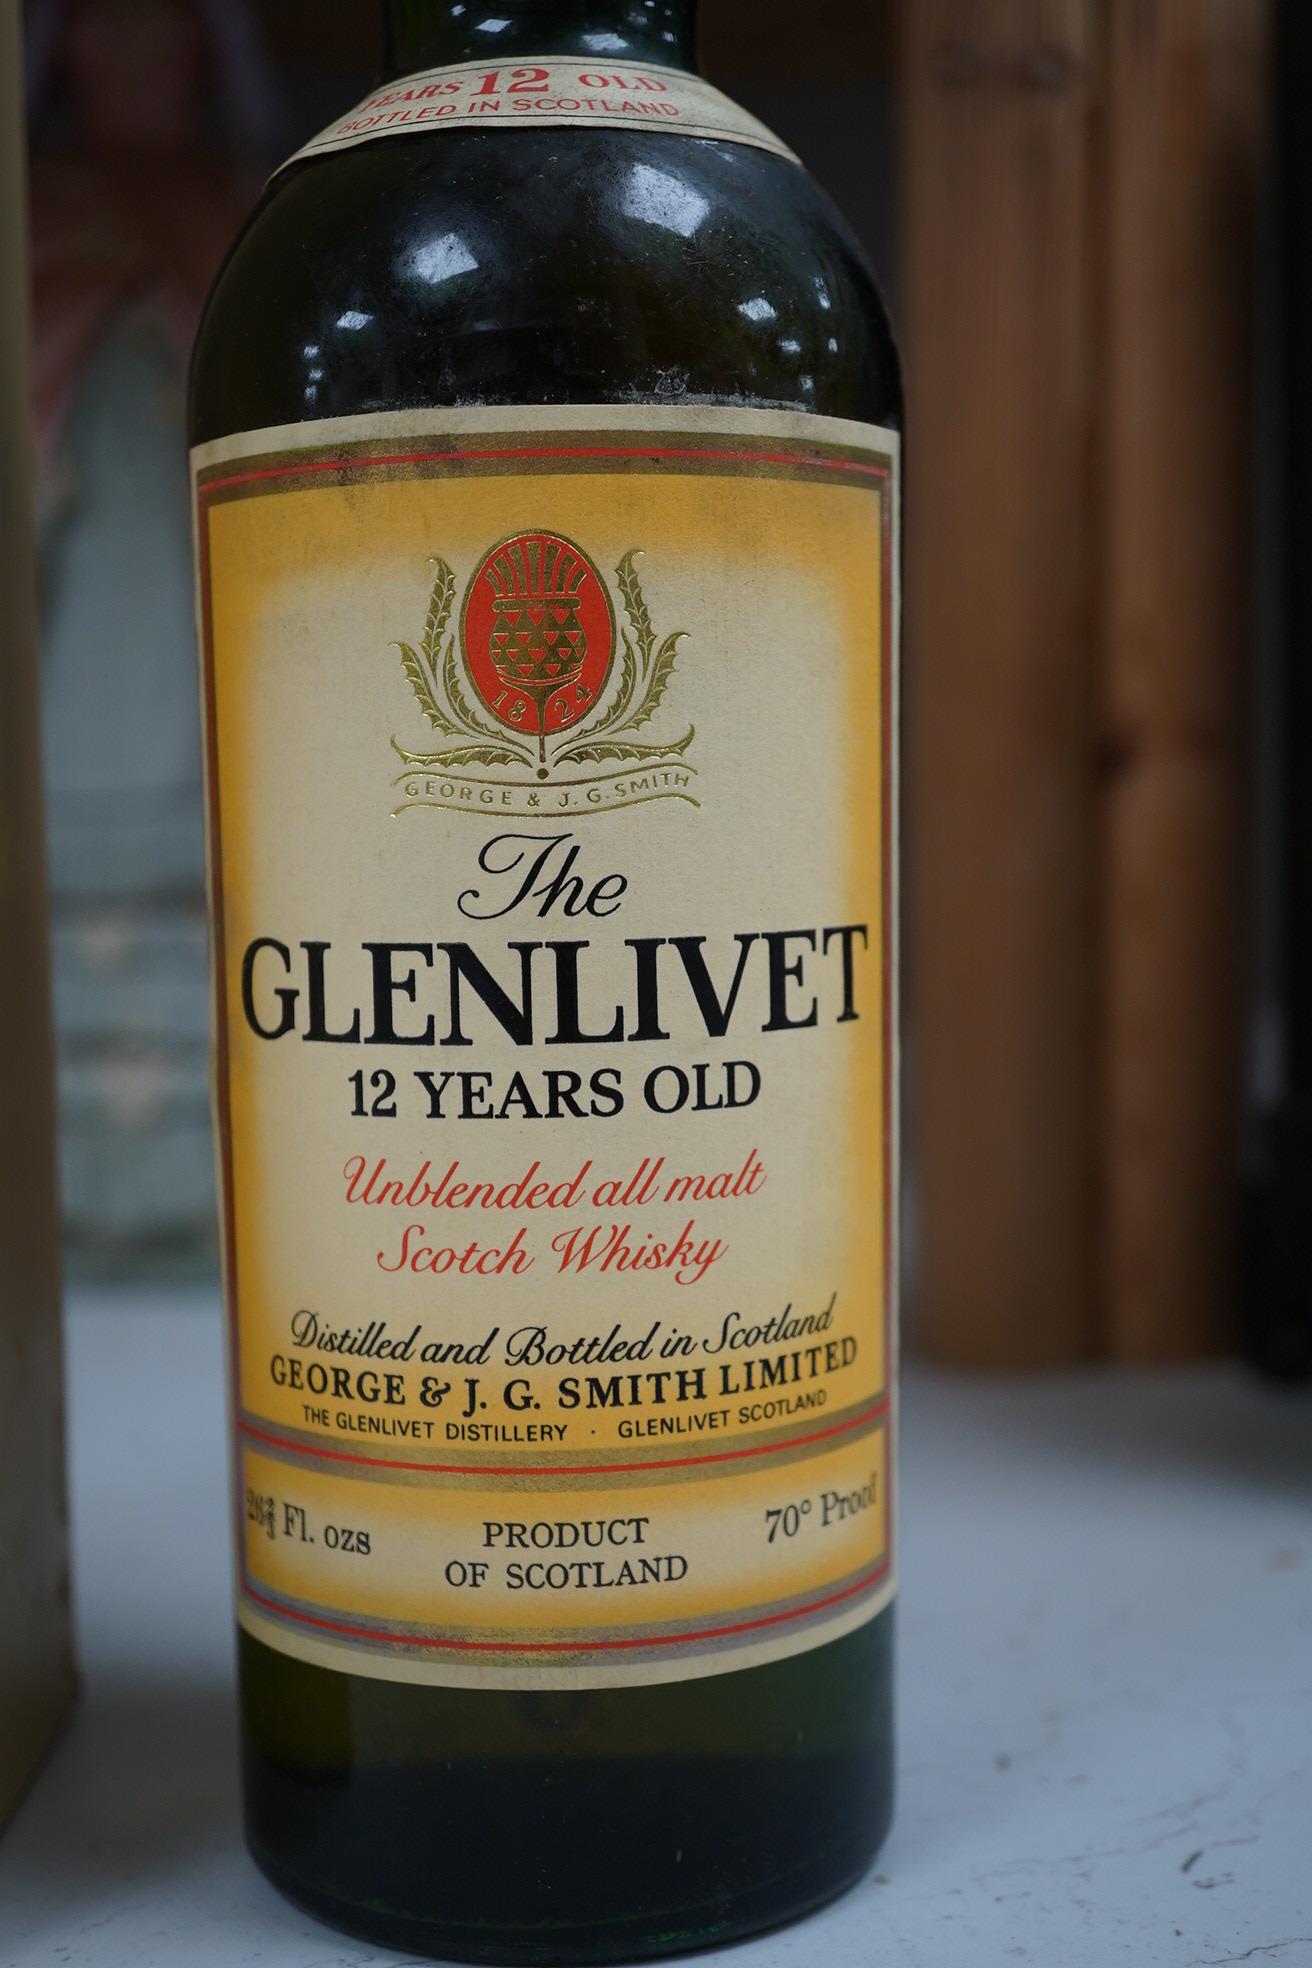 YEARS 12 OLD
BOTTLED IN SCOTLAND
1824
GEORGE & J. G. SMITH
The
GLENLIVET
12 YEARS OLD
Unblended all malt
Scotch Whisky
Distilled and Bottled in Scotland
GEORGE & J. G. SMITH LIMITED
THE GLENLIVET DISTILLERY · GLENLIVET SCOTLAND
26⅔ Fl. ozs
PRODUCT
OF SCOTLAND
70° Proof